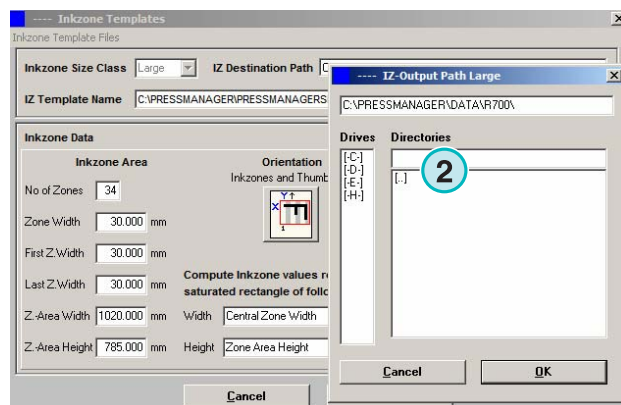 ---- Inkzone Templates
Inkzone Template Files
Inkzone Size Class Large IZ Destination Path
IZ Template Name C:\PRESSMANAGER\PRESSMANAGERS
Inkzone Data
Inkzone Area
No of Zones 34
Zone Width 30.000 mm
First Z.Width 30.000 mm
Last Z.Width 30.000 mm
Z.-Area Width 1020.000 mm
Z.-Area Height 785.000 mm
Orientation
Inkzones and Thumb
Y
X
1
Compute Inkzone values
saturated rectangle of
Width Central Zone Width
Height Zone Area Height
Cancel
---- IZ-Output Path Large
C:\PRESSMANAGER\DATA\R700\
Drives Directories
[-C-]
[-D-]
[-E-]
[-H-]
[..]
2
Cancel OK